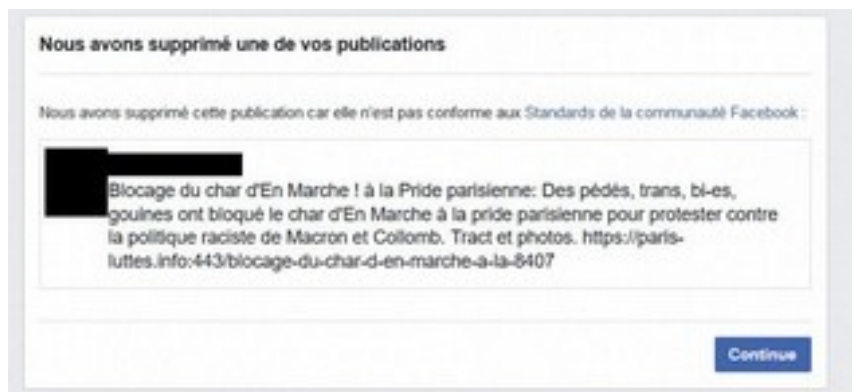 Nous avons supprimé une de vos publications
Nous avons supprimé cette publication car elle n'est pas conforme aux Standards de la communauté Facebook :
Blocage du char d'En Marche ! à la Pride parisienne: Des pédés, trans, bi-es,
gouines ont bloqué le char d'En Marche à la pride parisienne pour protester contre
la politique raciste de Macron et Collomb. Tract et photos. https://paris-
luttes.info:443/blocage-du-char-d-en-marche-a-la-8407
Continue